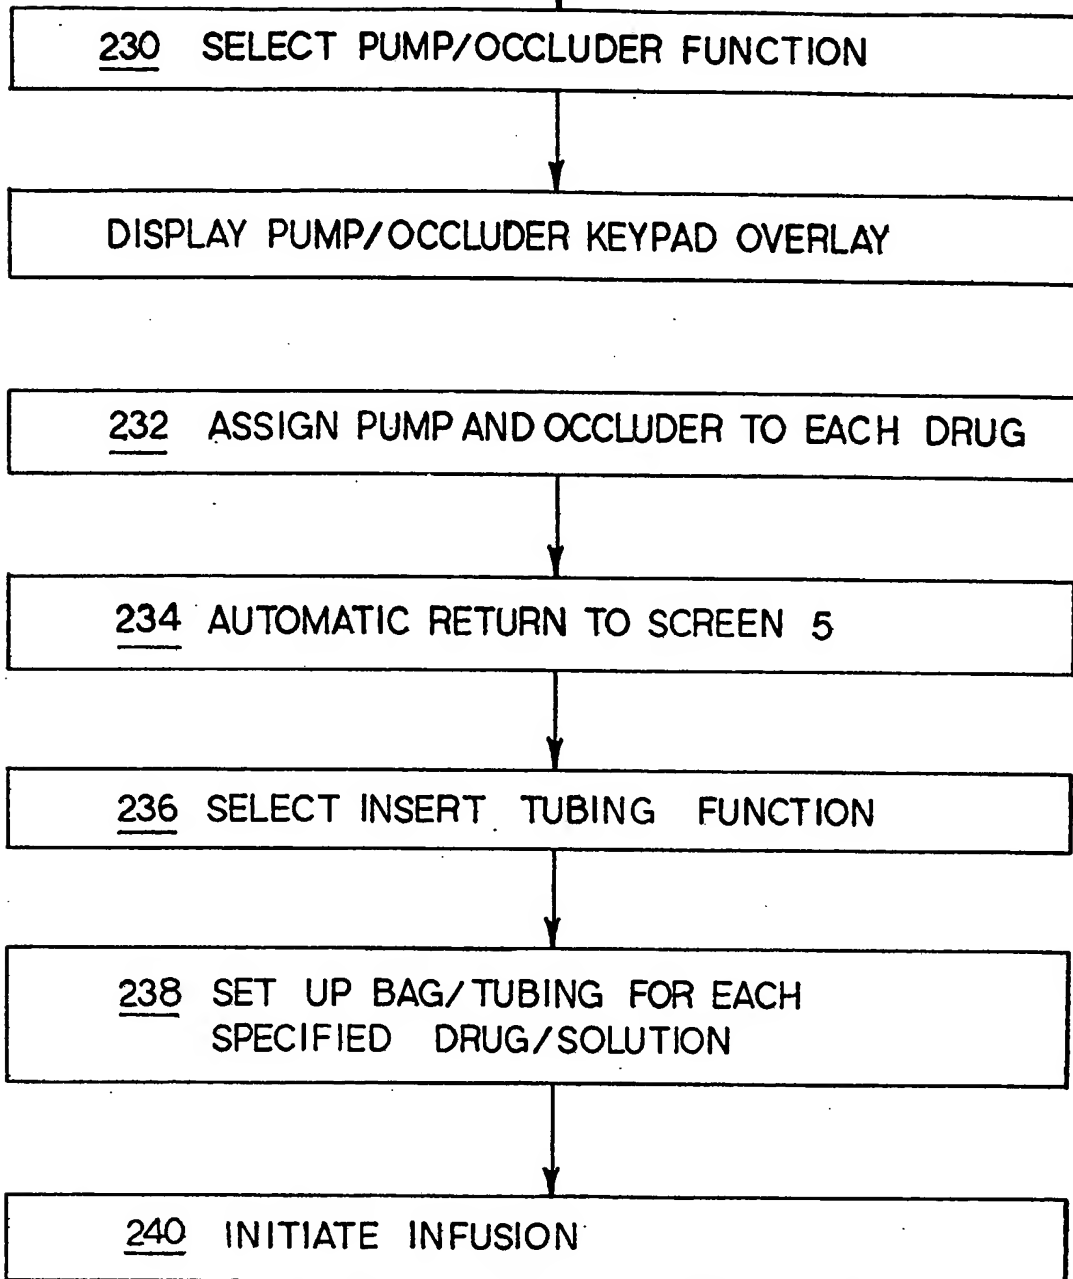 230 SELECT PUMP/OCCLUDER FUNCTION
DISPLAY PUMP/OCCLUDER KEYPAD OVERLAY
232 ASSIGN PUMP AND OCCLUDER TO EACH DRUG
234 AUTOMATIC RETURN TO SCREEN 5
236 SELECT INSERT TUBING FUNCTION
238 SET UP BAG/TUBING FOR EACH
SPECIFIED DRUG/SOLUTION
240 INITIATE INFUSION